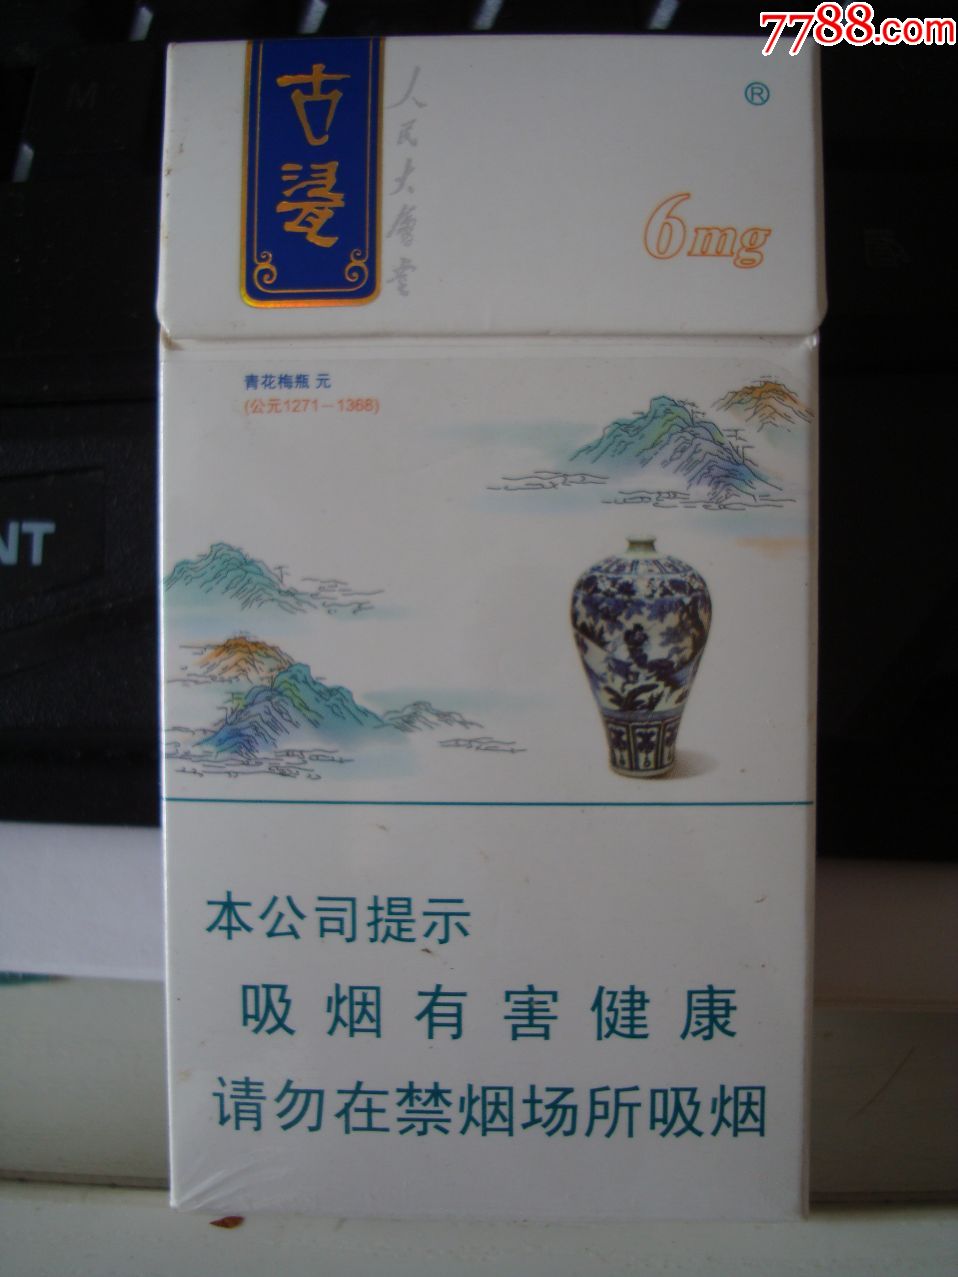 7788.com
古瓷
人民大會堂
®
6mg
青花梅瓶 元
(公元1271－1368)
NT
本公司提示
吸烟有害健康
请勿在禁烟场所吸烟